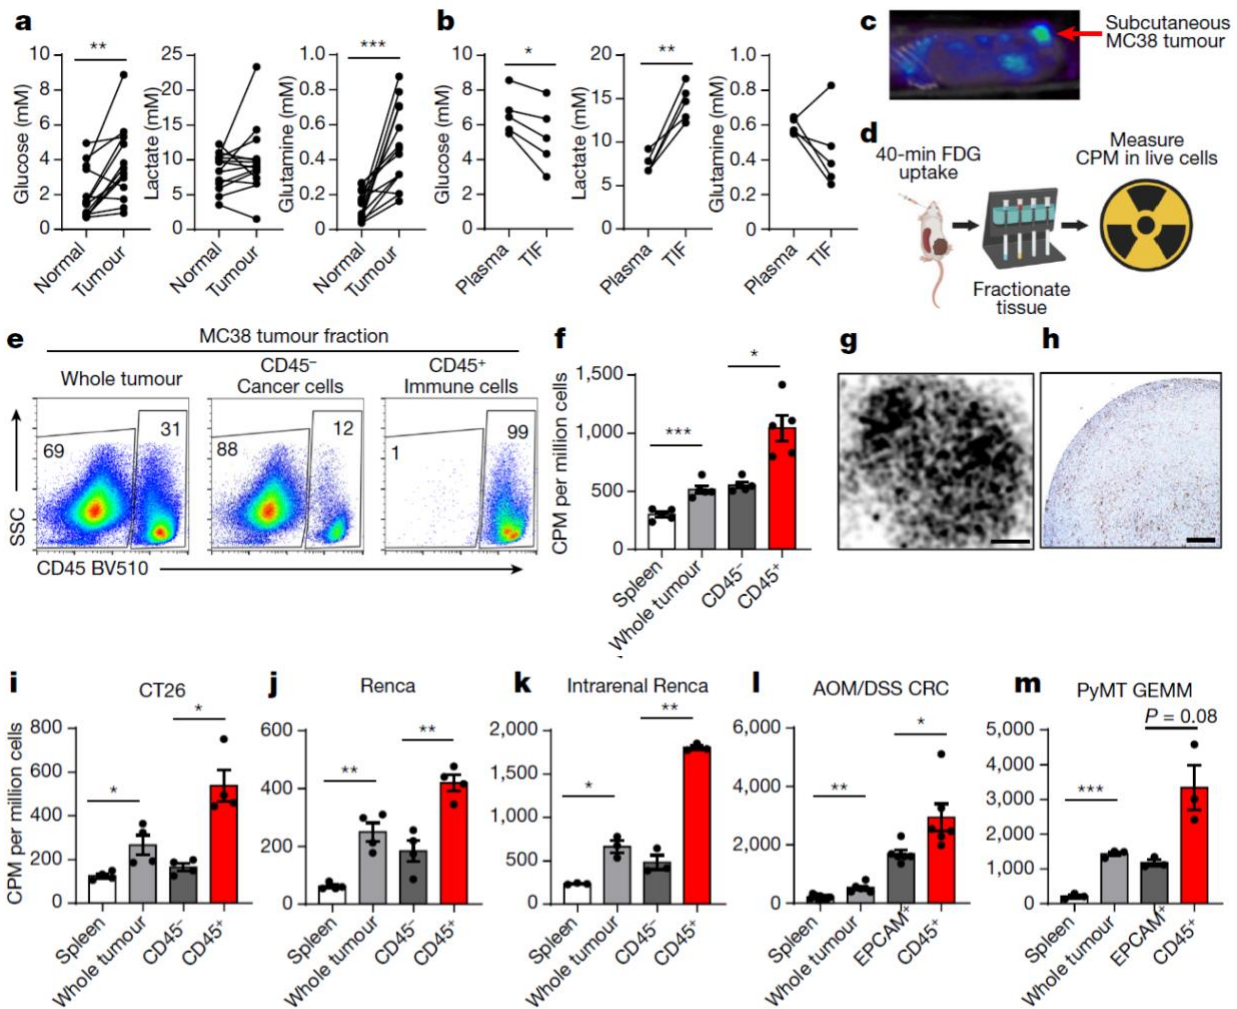 a
**
Glucose (mM)
10
8
6
4
2
0
Normal
Tumour
Lactate (mM)
25
20
15
10
5
0
Normal
Tumour
***
Glutamine (mM)
1.0
0.8
0.6
0.4
0.2
0
Normal
Tumour
b
*
Glucose (mM)
10
8
6
4
2
0
Plasma
TIF
**
Lactate (mM)
20
15
10
5
0
Plasma
TIF
Glutamine (mM)
1.0
0.8
0.6
0.4
0.2
0
Plasma
TIF
c
Subcutaneous
MC38 tumour
d
40-min FDG
uptake
Fractionate
tissue
Measure
CPM in live cells
e
MC38 tumour fraction
Whole tumour
CD45–
Cancer cells
CD45+
Immune cells
69
31
88
12
1
99
SSC
CD45 BV510
f
CPM per million cells
1,500
1,000
500
0
***
*
Spleen
Whole tumour
CD45–
CD45+
g
h
i
CT26
CPM per million cells
800
600
400
200
0
*
*
Spleen
Whole tumour
CD45–
CD45+
j
Renca
600
400
200
0
**
**
Spleen
Whole tumour
CD45–
CD45+
k
Intrarenal Renca
2,000
1,500
1,000
500
0
*
**
Spleen
Whole tumour
CD45–
CD45+
l
AOM/DSS CRC
6,000
4,000
2,000
0
**
*
Spleen
Whole tumour
EPCAM+
CD45+
m
PyMT GEMM
5,000
4,000
3,000
2,000
1,000
0
***
P = 0.08
Spleen
Whole tumour
EPCAM+
CD45+